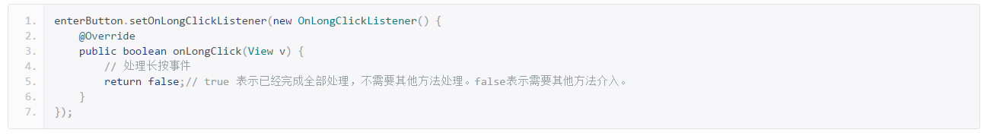 1. enterButton.setOnLongClickListener(new OnLongClickListener() {
2.     @Override
3.     public boolean onLongClick(View v) {
4.         // 处理长按事件
5.         return false;// true 表示已经完成全部处理，不需要其他方法处理。false表示需要其他方法介入。
6.     }
7. });